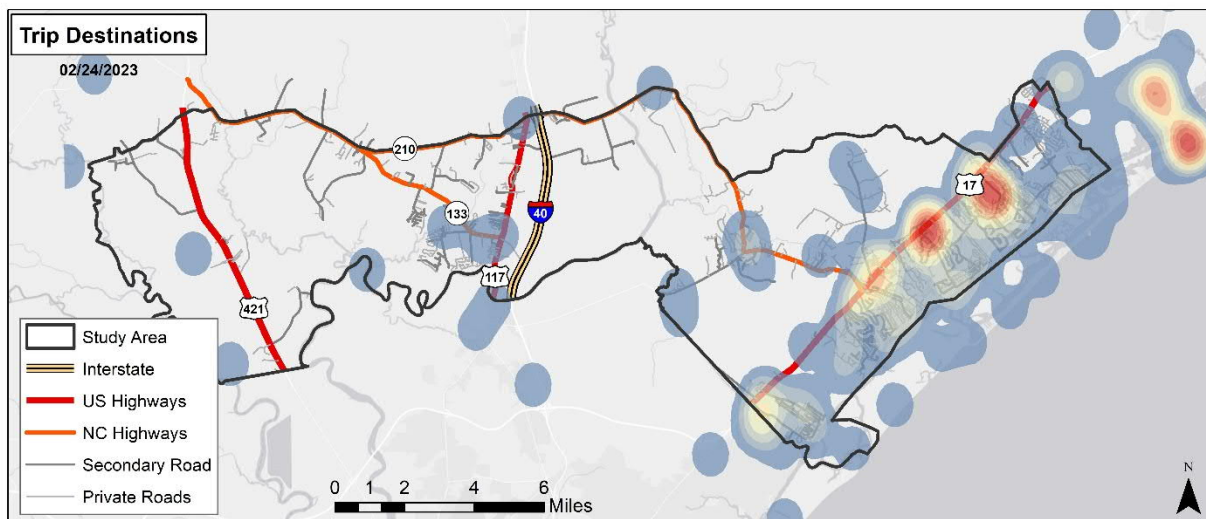 Trip Destinations
02/24/2023
210
17
133
40
117
421
Study Area
Interstate
US Highways
NC Highways
Secondary Road
Private Roads
0 1 2 4 6
Miles
N